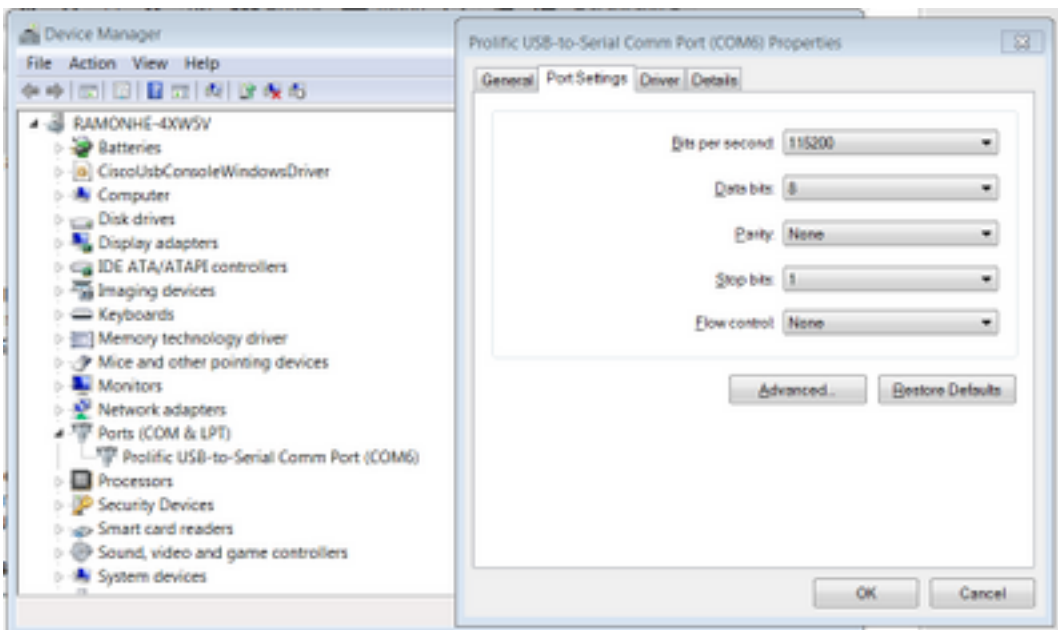 Device Manager
File Action View Help
RAMONHE-4XW5V
Batteries
CiscoUsbConsoleWindowsDriver
Computer
Disk drives
Display adapters
IDE ATA/ATAPI controllers
Imaging devices
Keyboards
Memory technology driver
Mice and other pointing devices
Monitors
Network adapters
Ports (COM & LPT)
Prolific USB-to-Serial Comm Port (COM6)
Processors
Security Devices
Smart card readers
Sound, video and game controllers
System devices
Prolific USB-to-Serial Comm Port (COM6) Properties
General Port Settings Driver Details
Bits per second: 115200
Data bits: 8
Parity: None
Stop bits: 1
Flow control: None
Advanced... Restore Defaults
OK Cancel